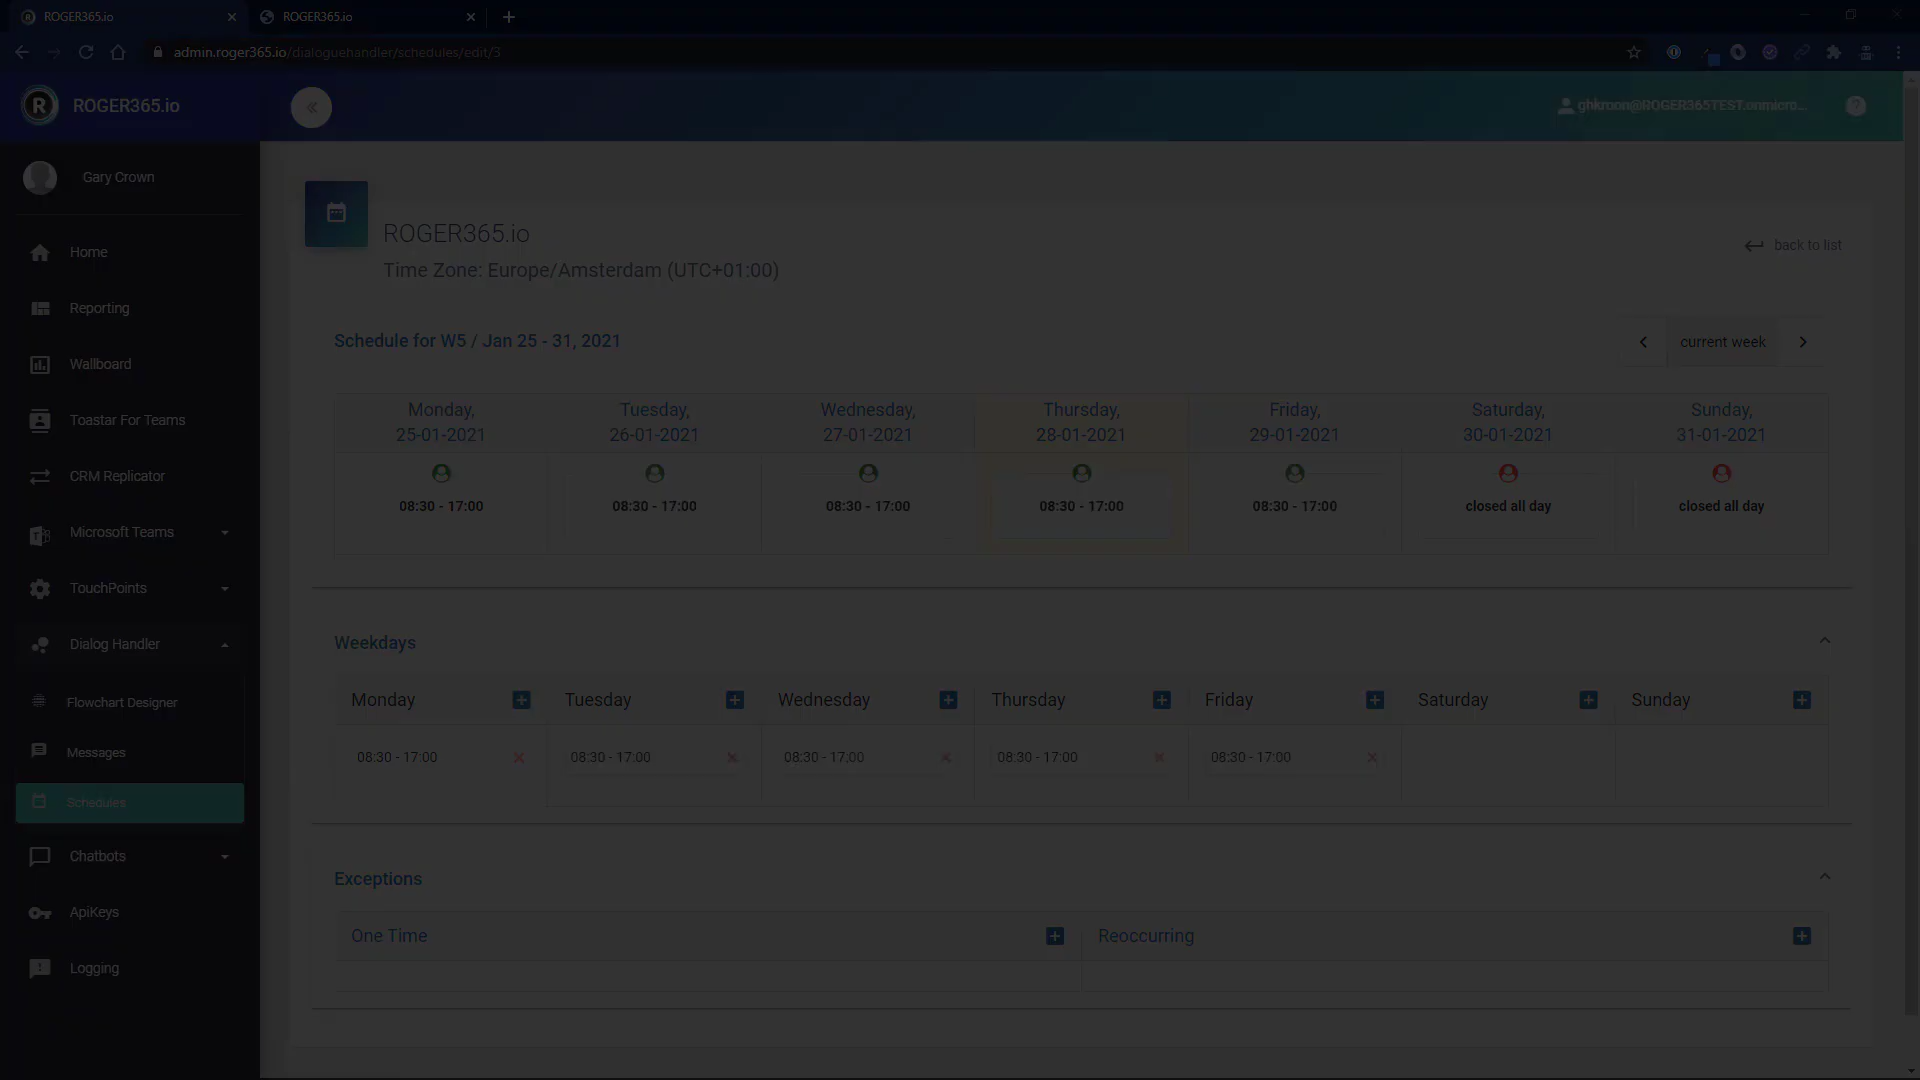 ROGER365.io
ROGER365.io
admin.roger365.io/dialoguehandler/schedules/edit/3
ROGER365.io
ghkmon@ROGER365TEST.onmicro...
Gary Crown
Home
Reporting
Wallboard
Toastar For Teams
CRM Replicator
Microsoft Teams
TouchPoints
Dialog Handler
Flowchart Designer
Messages
Schedules
Chatbots
ApiKeys
Logging
ROGER365.io
back to list
Time Zone: Europe/Amsterdam (UTC+01:00)
Schedule for W5 / Jan 25 - 31, 2021
current week
Monday, 25-01-2021
Tuesday, 26-01-2021
Wednesday, 27-01-2021
Thursday, 28-01-2021
Friday, 29-01-2021
Saturday, 30-01-2021
Sunday, 31-01-2021
08:30 - 17:00
08:30 - 17:00
08:30 - 17:00
08:30 - 17:00
08:30 - 17:00
closed all day
closed all day
Weekdays
Monday
Tuesday
Wednesday
Thursday
Friday
Saturday
Sunday
08:30 - 17:00
08:30 - 17:00
08:30 - 17:00
08:30 - 17:00
08:30 - 17:00
Exceptions
One Time
Reoccurring